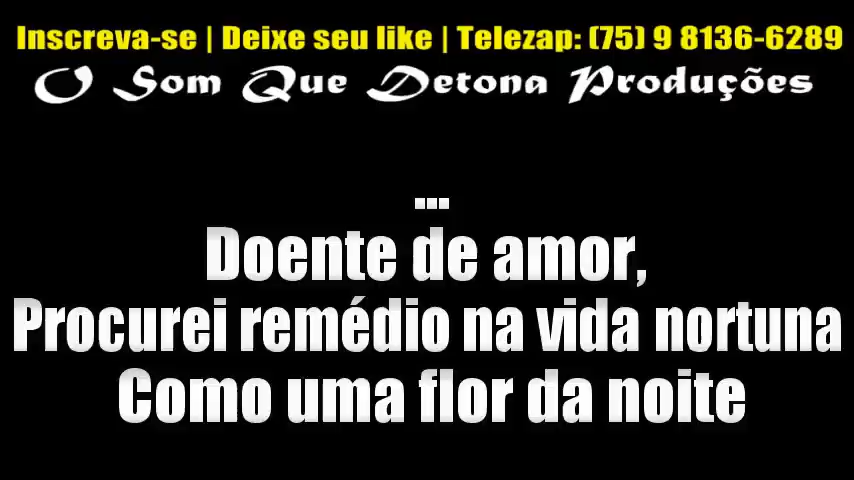 Inscreva-se | Deixe seu like | Telezap: (75) 9 8136-6289
O Som Que Detona Produções
...
Doente de amor,
Procurei remédio na vida nortuna
Como uma flor da noite